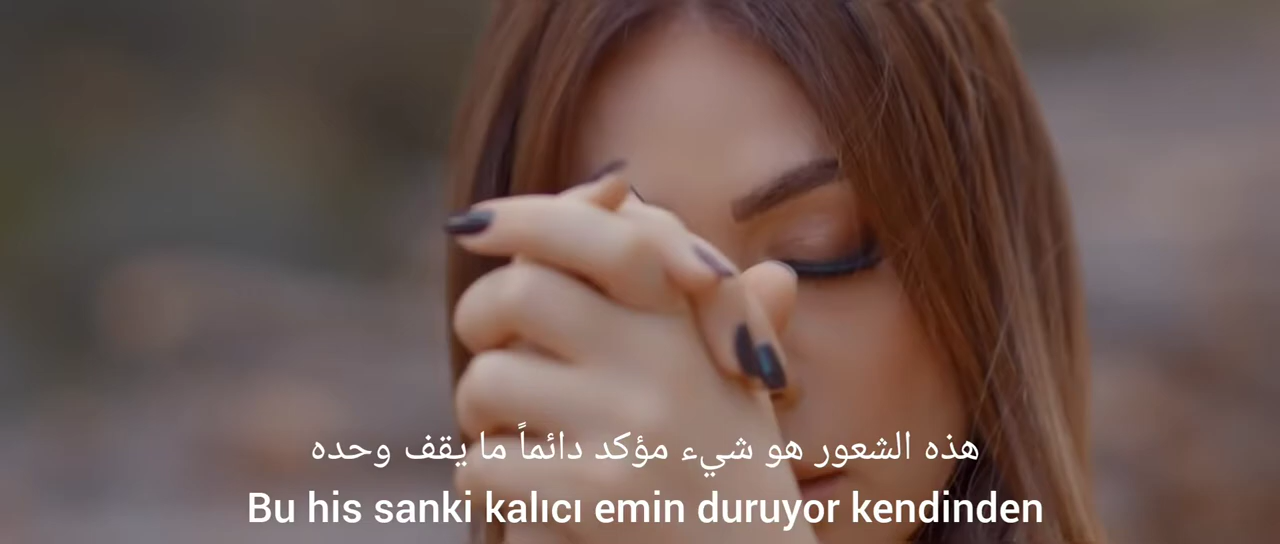 هذه الشعور هو شيء مؤكد دائماً ما يقف وحده
Bu his sanki kalıcı emin duruyor kendinden